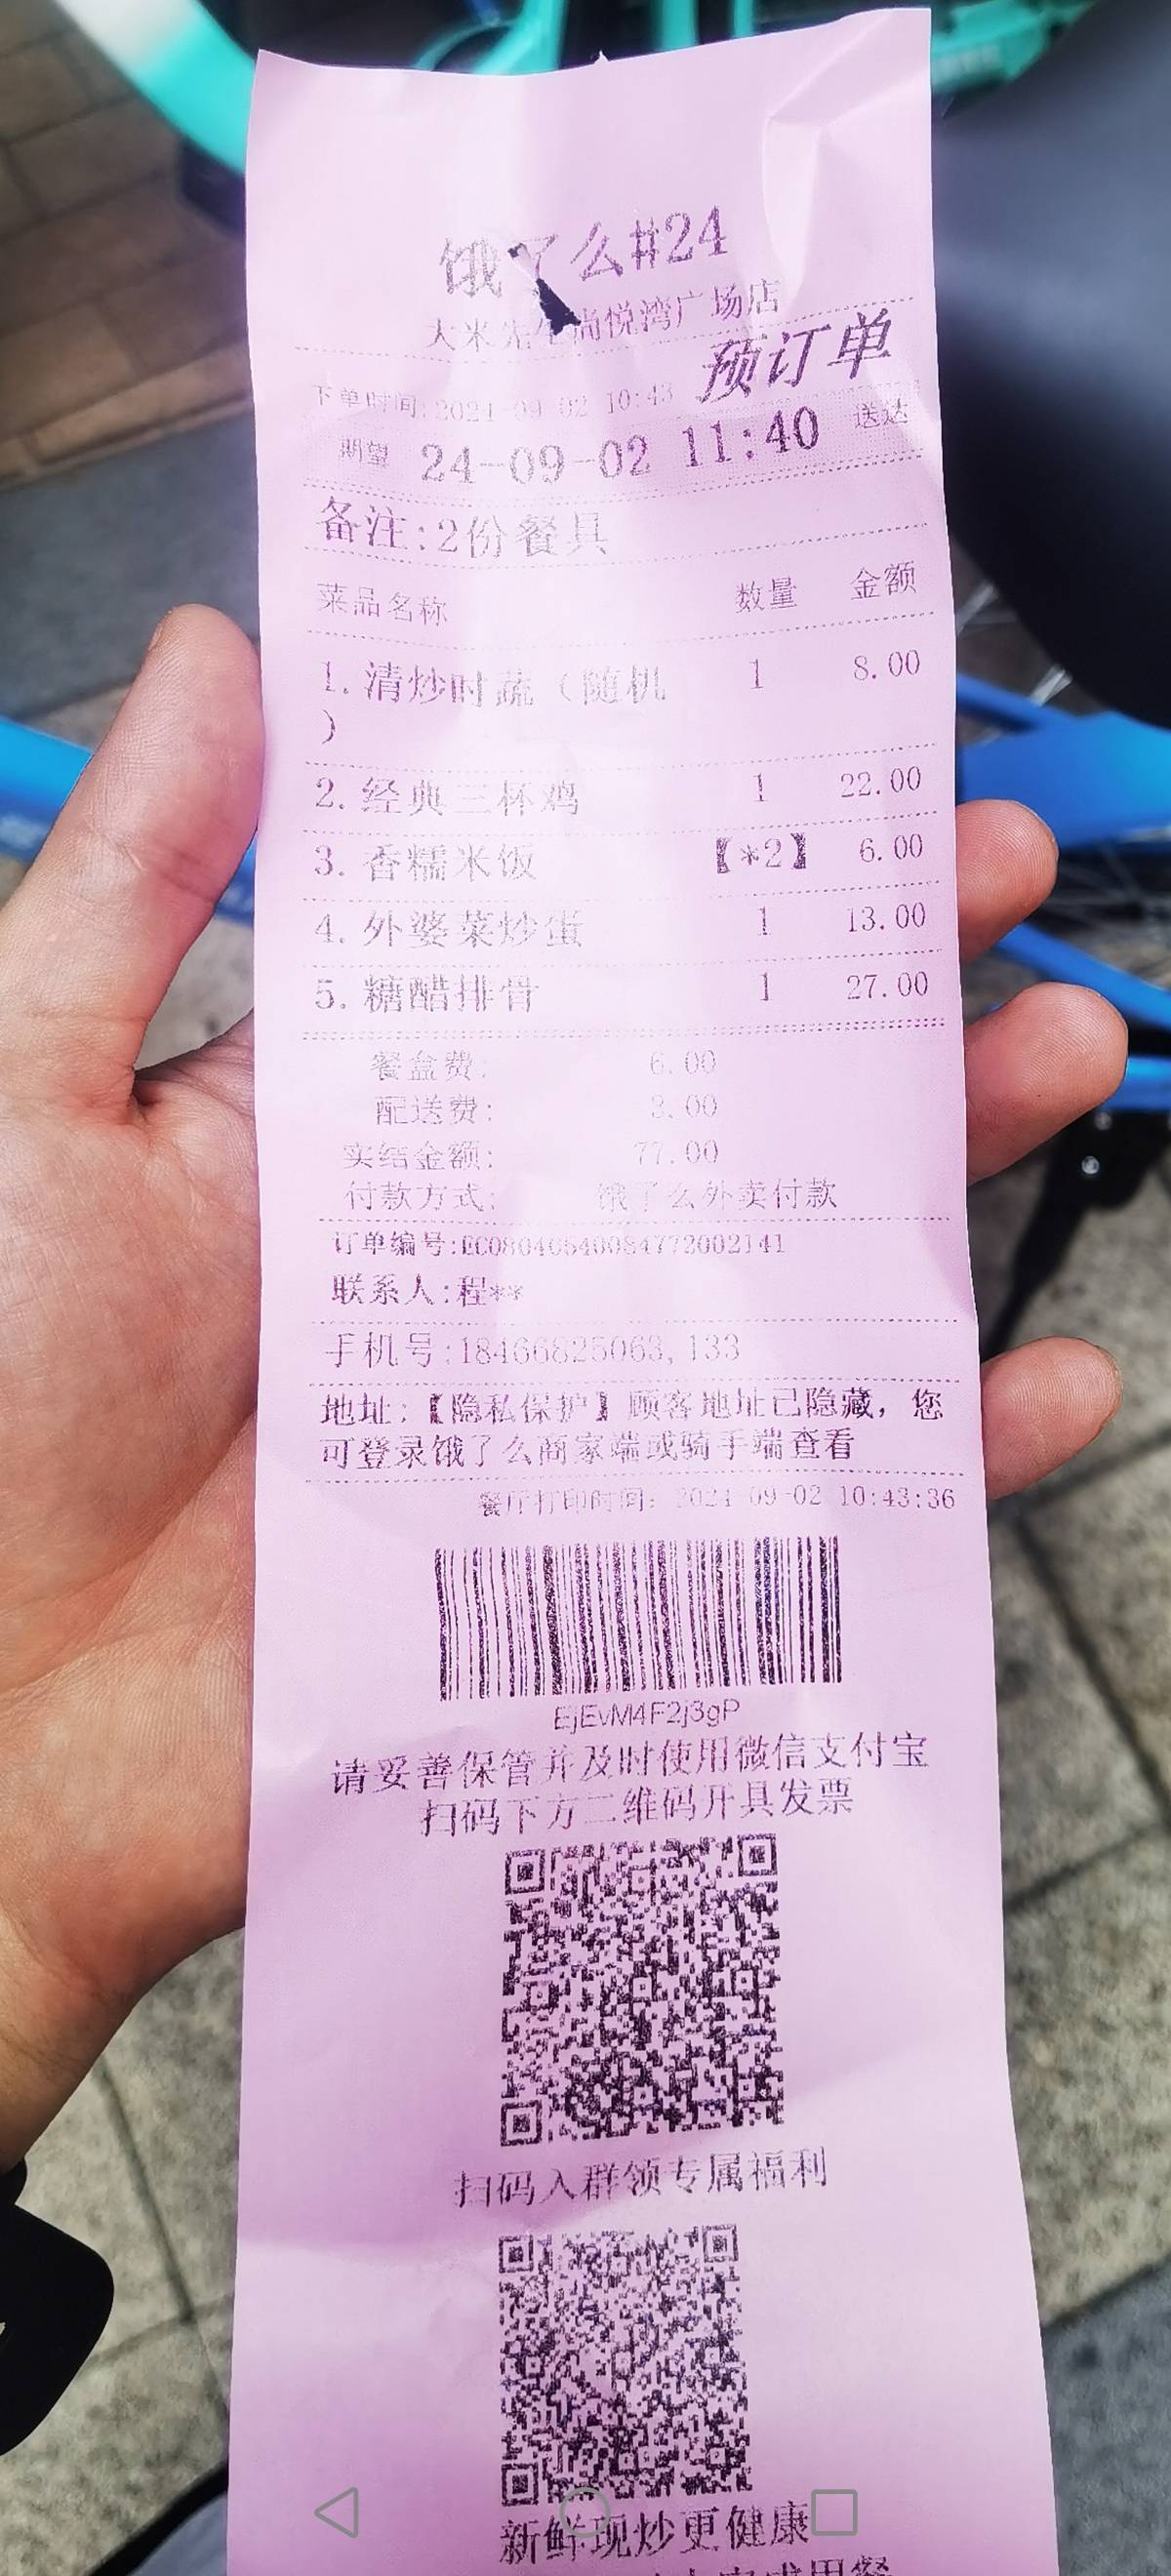 饿了么#24
大米先生尚悦湾广场店
预订单
下单时间:2024-09-02 10:43
期望 24-09-02 11:40 送达
备注:2份餐具
菜品名称 数量 金额
1.清炒时蔬（随机 1 8.00
）
2.经典三杯鸡 1 22.00
3.香糯米饭 【*2】 6.00
4.外婆菜炒蛋 1 13.00
5.糖醋排骨 1 27.00
餐盒费: 6.00
配送费: 3.00
实结金额: 77.00
付款方式: 饿了么外卖付款
订单编号:
联系人:程**
手机号:18466825063,133
地址:【隐私保护】顾客地址已隐藏，您
可登录饿了么商家端或骑手端查看
餐厅打印时间: 2024-09-02 10:43:36
EjEvM4F2j3gP
请妥善保管并及时使用微信支付宝
扫码下方二维码开具发票
扫码入群领专属福利
新鲜现炒更健康